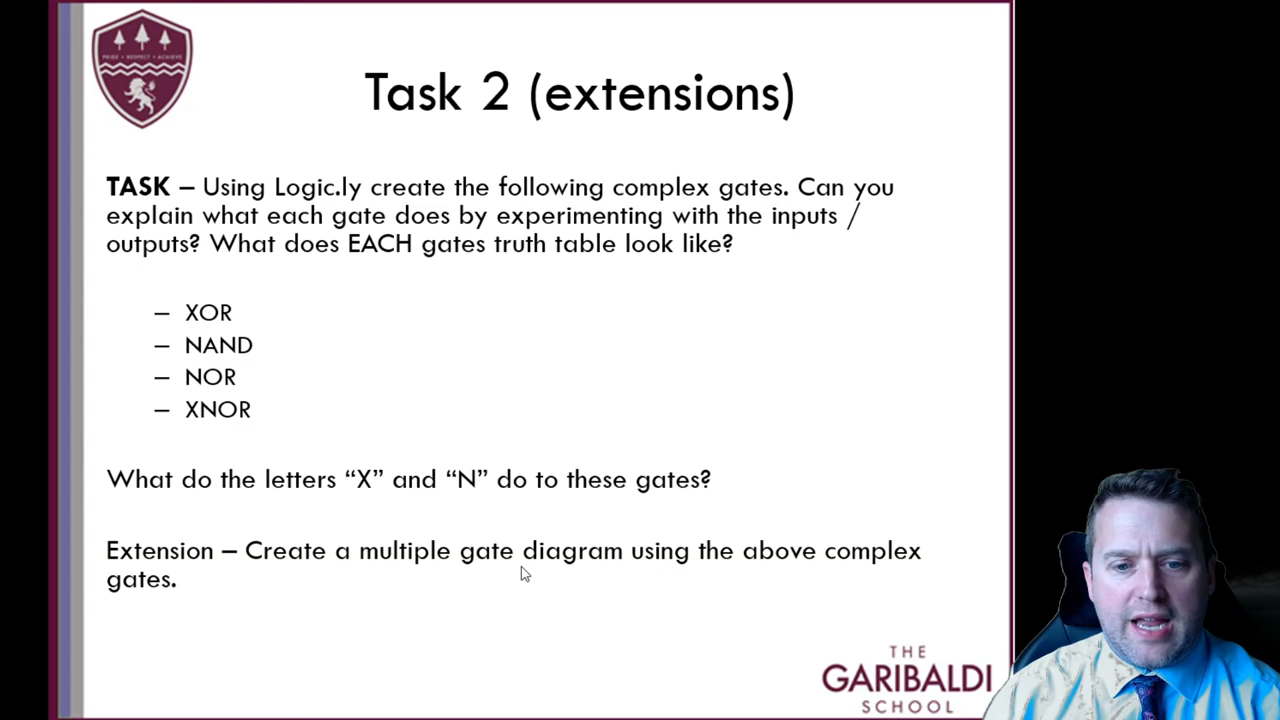 PRIDE • RESPECT • ACHIEVE
Task 2 (extensions)
TASK – Using Logic.ly create the following complex gates. Can you
explain what each gate does by experimenting with the inputs /
outputs? What does EACH gates truth table look like?
– XOR
– NAND
– NOR
– XNOR
What do the letters “X” and “N” do to these gates?
Extension – Create a multiple gate diagram using the above complex
gates.
THE
GARIBALDI
SCHOOL